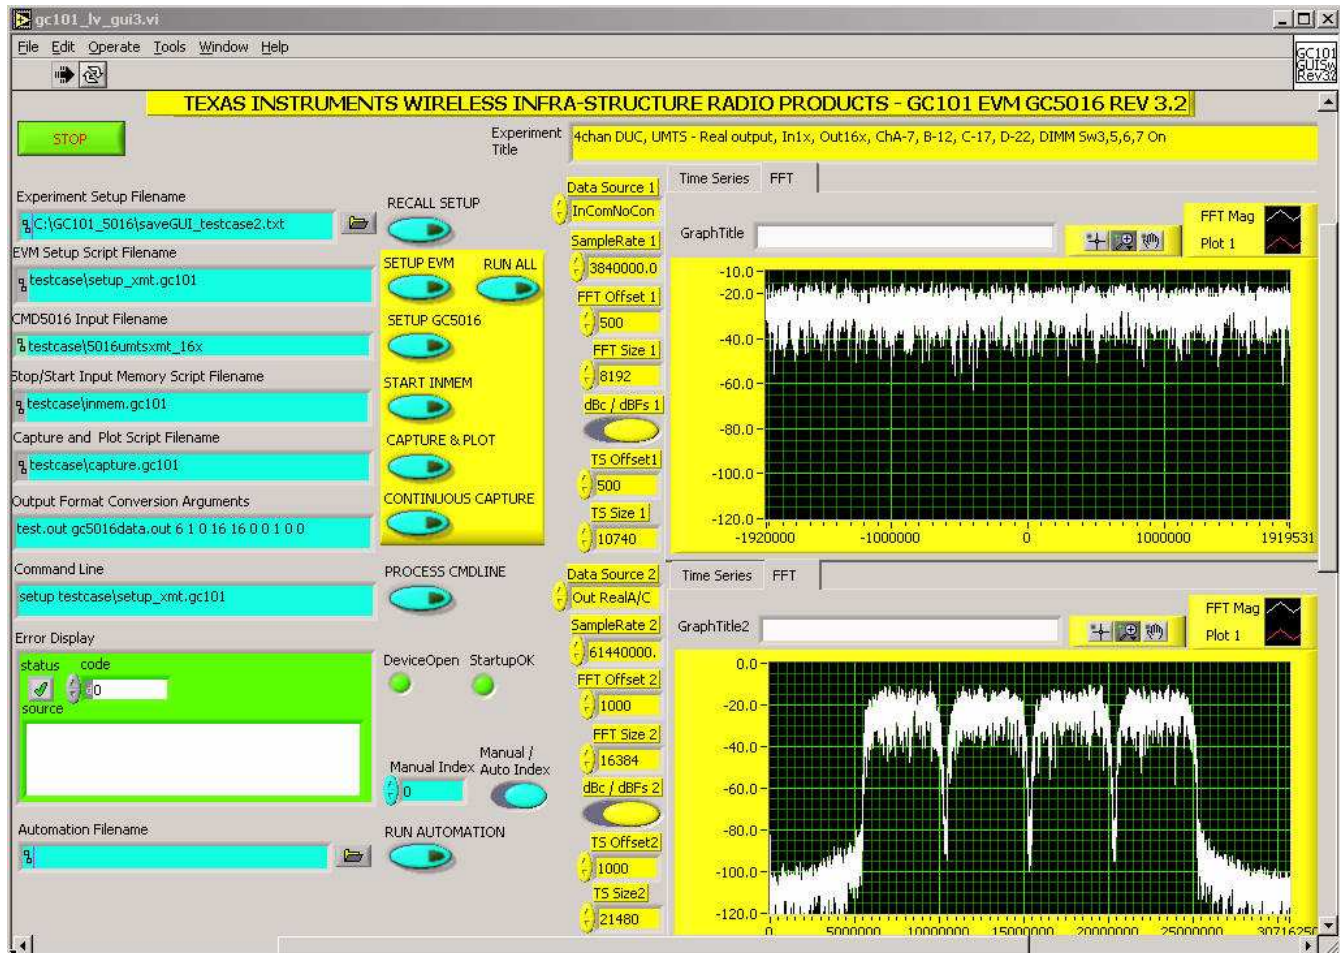 gc101_lv_gui3.vi
File Edit Operate Tools Window Help
GC101
GUISw
Rev32
TEXAS INSTRUMENTS WIRELESS INFRA-STRUCTURE RADIO PRODUCTS - GC101 EVM GC5016 REV 3.2
STOP
Experiment Title
4chan DUC, UMTS - Real output, In1x, Out16x, ChA-7, B-12, C-17, D-22, DIMM Sw3,5,6,7 On
Experiment Setup Filename
C:\GC101_5016\saveGUI_testcase2.txt
EVM Setup Script Filename
testcase\setup_xmt.gc101
CMD5016 Input Filename
testcase\5016umtsxmt_16x
Stop/Start Input Memory Script Filename
testcase\inmem.gc101
Capture and Plot Script Filename
testcase\capture.gc101
Output Format Conversion Arguments
test.out gc5016data.out 6 1 0 16 16 0 0 1 0 0
Command Line
setup testcase\setup_xmt.gc101
Error Display
status code
0
source
Automation Filename
RECALL SETUP
SETUP EVM RUN ALL
SETUP GC5016
START INMEM
CAPTURE & PLOT
CONTINUOUS CAPTURE
PROCESS CMDLINE
DeviceOpen StartupOK
Manual Index
0
Manual / Auto Index
RUN AUTOMATION
Data Source 1
InComNoCon
SampleRate 1
3840000.0
FFT Offset 1
500
FFT Size 1
8192
dBc / dBFs 1
TS Offset1
500
TS Size 1
10740
Data Source 2
Out RealA/C
SampleRate 2
61440000.
FFT Offset 2
1000
FFT Size 2
16384
dBc / dBFs 2
TS Offset2
1000
TS Size2
21480
Time Series FFT
GraphTitle
FFT Mag
Plot 1
-10.0
-20.0
-40.0
-60.0
-80.0
-100.0
-120.0
-1920000 -1000000 0 1000000 1919531
Time Series FFT
GraphTitle2
FFT Mag
Plot 1
0.0
-20.0
-40.0
-60.0
-80.0
-100.0
-120.0
0 5000000 10000000 15000000 20000000 25000000 30716250